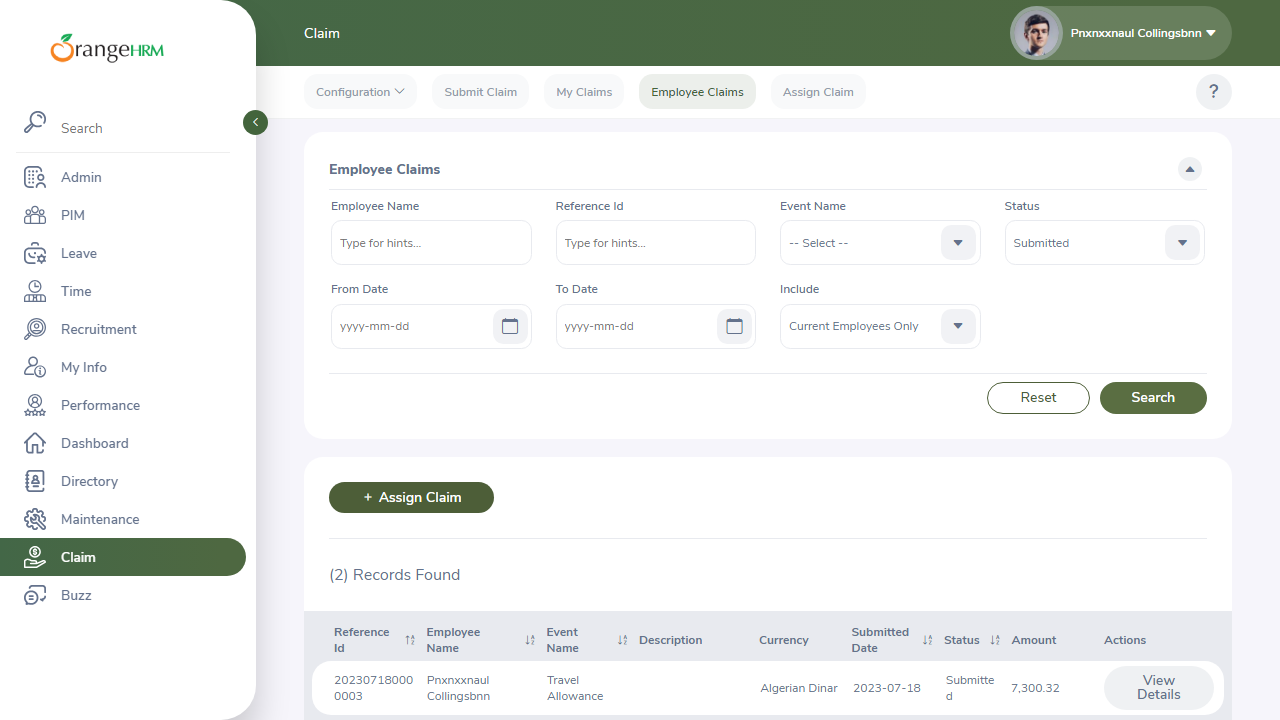 OrangeHRM
Search
Admin
PIM
Leave
Time
Recruitment
My Info
Performance
Dashboard
Directory
Maintenance
Claim
Buzz
Claim
Pnxnxxnaul Collingsbnn
Configuration
Submit Claim
My Claims
Employee Claims
Assign Claim
?
Employee Claims
Employee Name
Reference Id
Event Name
Status
Type for hints...
Type for hints...
-- Select --
Submitted
From Date
To Date
Include
yyyy-mm-dd
yyyy-mm-dd
Current Employees Only
Reset
Search
+ Assign Claim
(2) Records Found
Reference
Id
Employee
Name
Event
Name
Description
Currency
Submitted
Date
Status
Amount
Actions
20230718000
0003
Pnxnxxnaul
Collingsbnn
Travel
Allowance
Algerian Dinar
2023-07-18
Submitte
d
7,300.32
View
Details